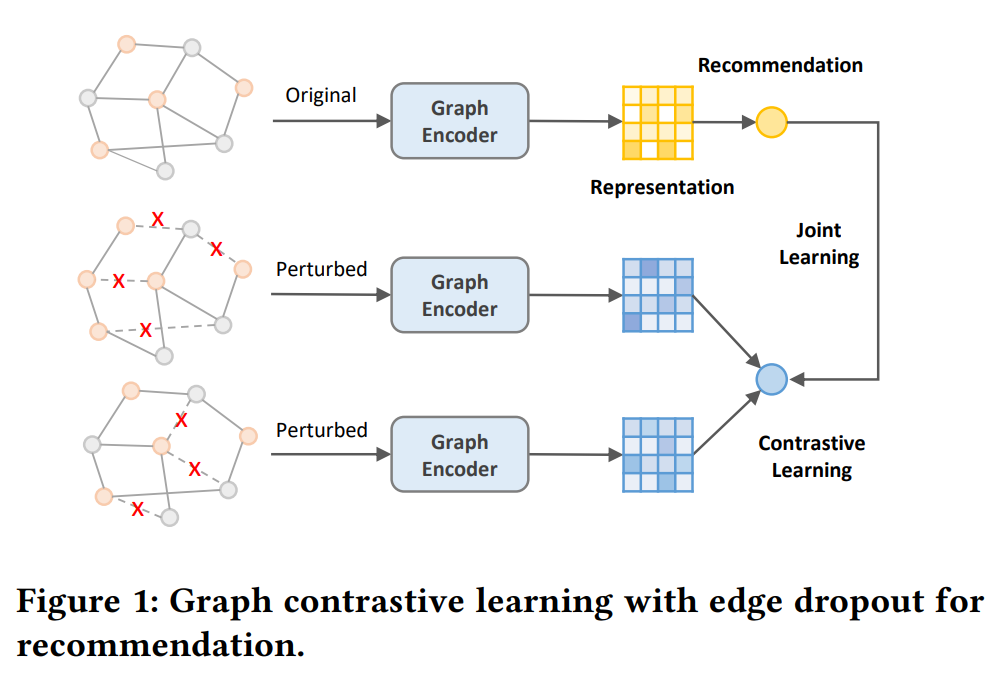 Recommendation
Original
Graph
Encoder
Representation
Joint
Learning
X
X
X
X
Perturbed
Graph
Encoder
X
X
X
Perturbed
Graph
Encoder
Contrastive
Learning
Figure 1: Graph contrastive learning with edge dropout for
recommendation.